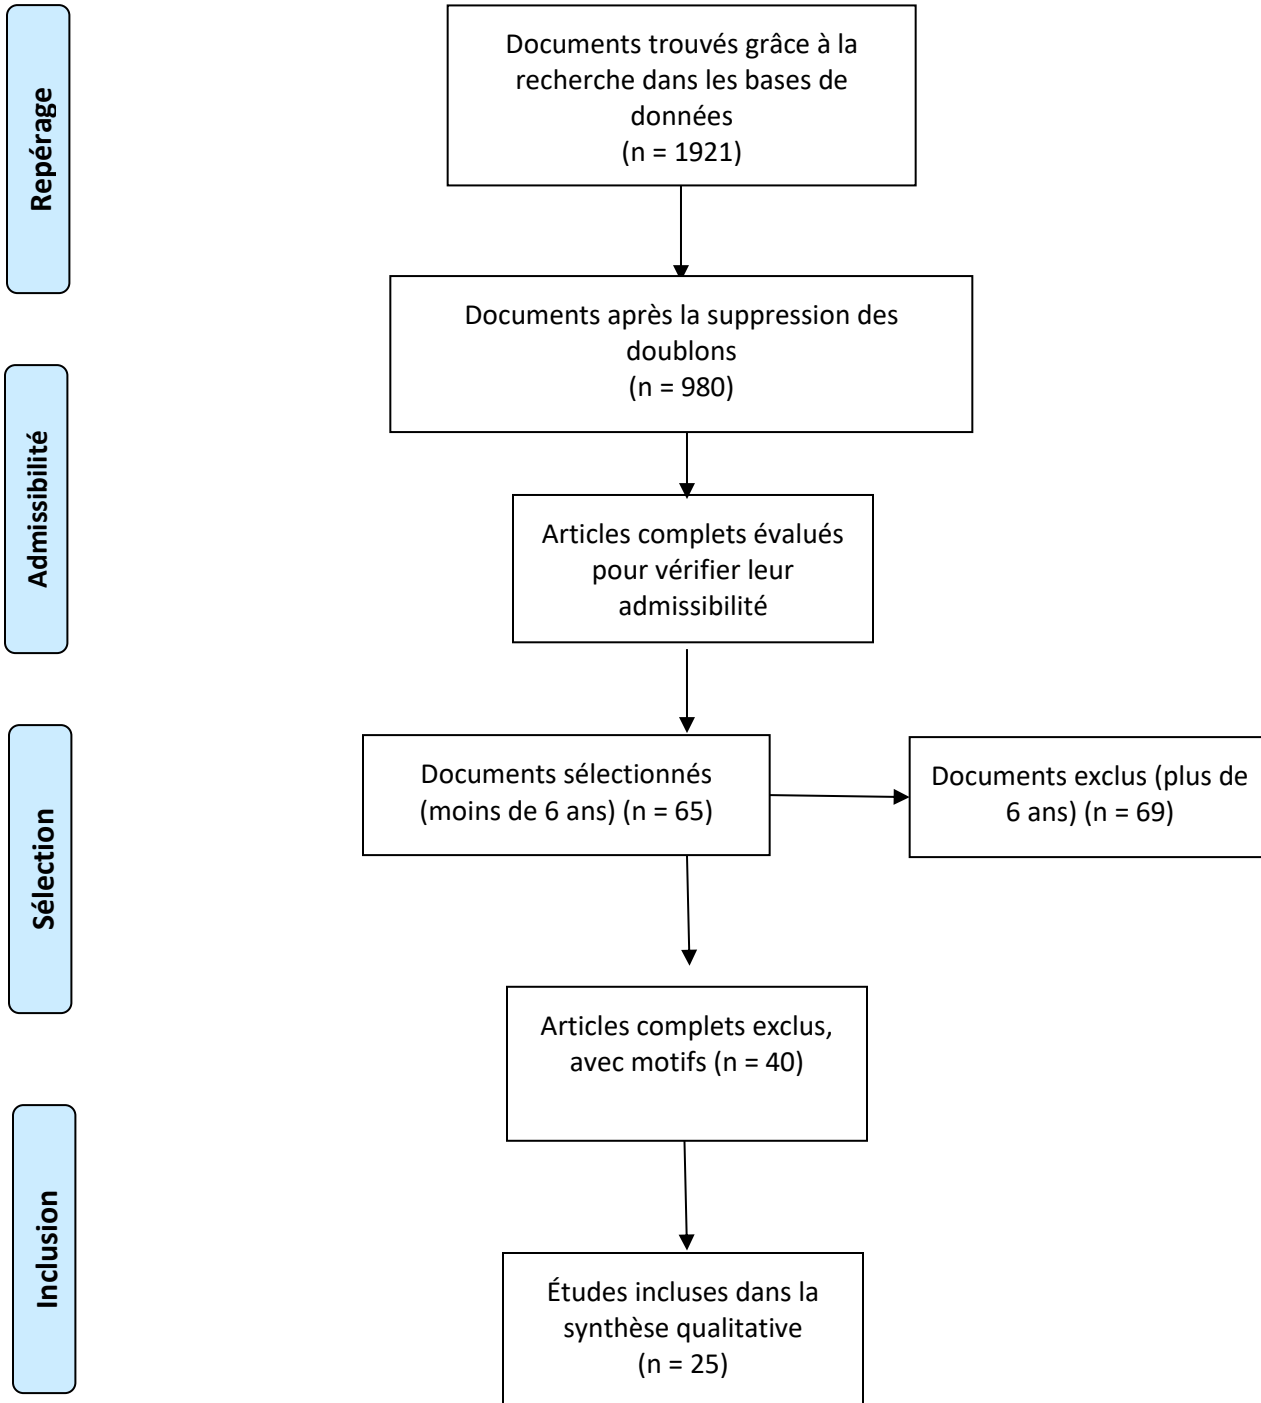 Repérage
Documents trouvés grâce à la
recherche dans les bases de
données
(n = 1921)
Documents après la suppression des
doublons
(n = 980)
Admissibilité
Articles complets évalués
pour vérifier leur
admissibilité
Sélection
Documents sélectionnés
(moins de 6 ans) (n = 65)
Documents exclus (plus de
6 ans) (n = 69)
Articles complets exclus,
avec motifs (n = 40)
Inclusion
Études incluses dans la
synthèse qualitative
(n = 25)